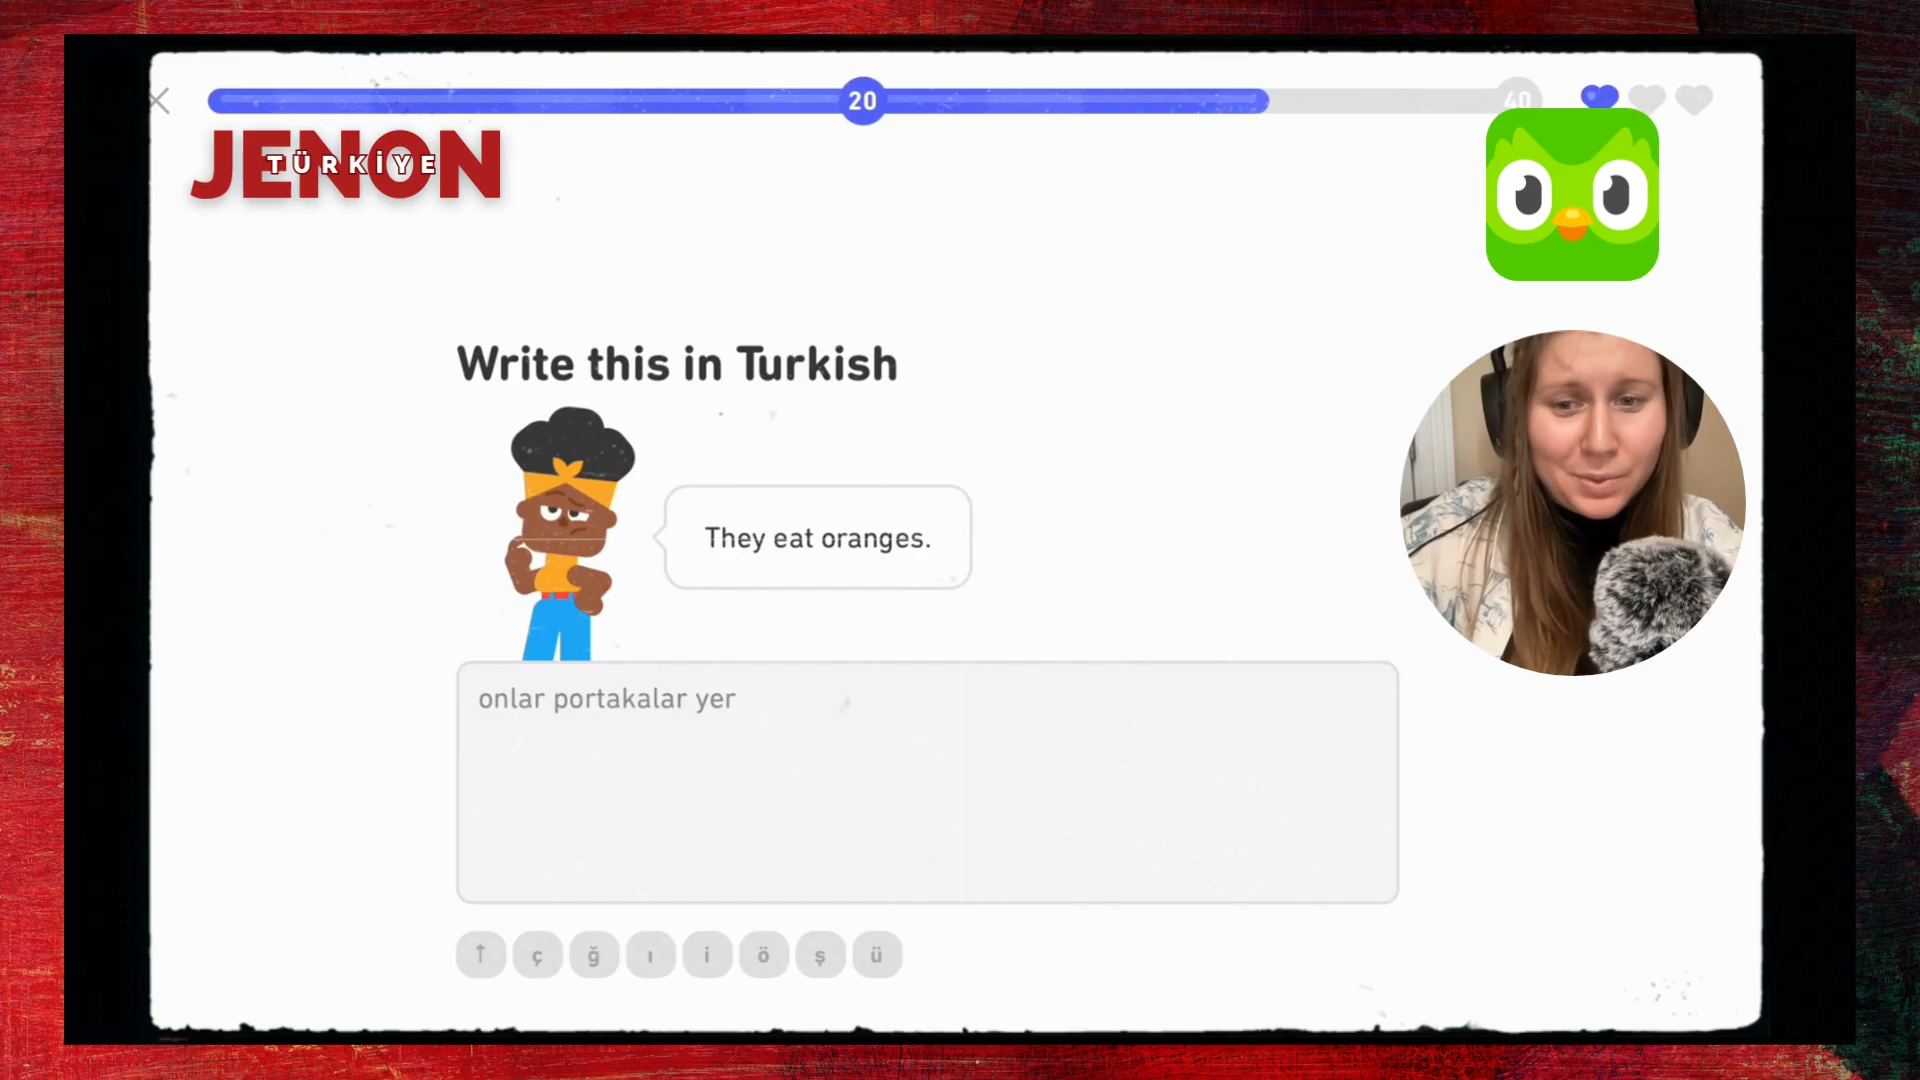 20
40
JENON
TÜRKİYE
Write this in Turkish
They eat oranges.
onlar portakalar yer
↑ ç ğ ı i ö ş ü